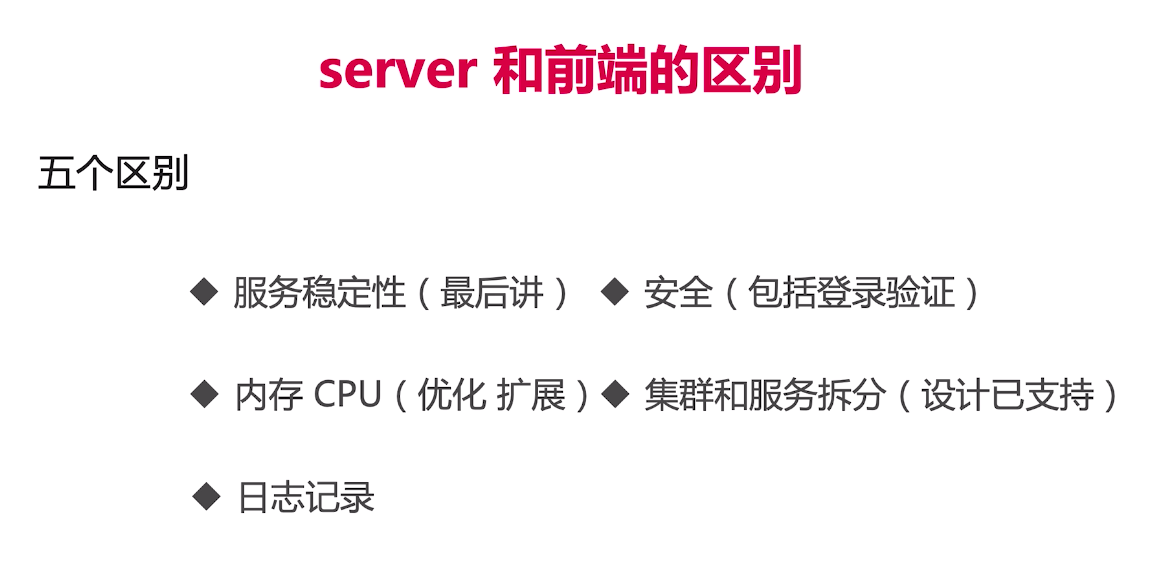 server 和前端的区别
五个区别
◆ 服务稳定性（最后讲） ◆ 安全（包括登录验证）
◆ 内存 CPU（优化 扩展）◆ 集群和服务拆分（设计已支持）
◆ 日志记录